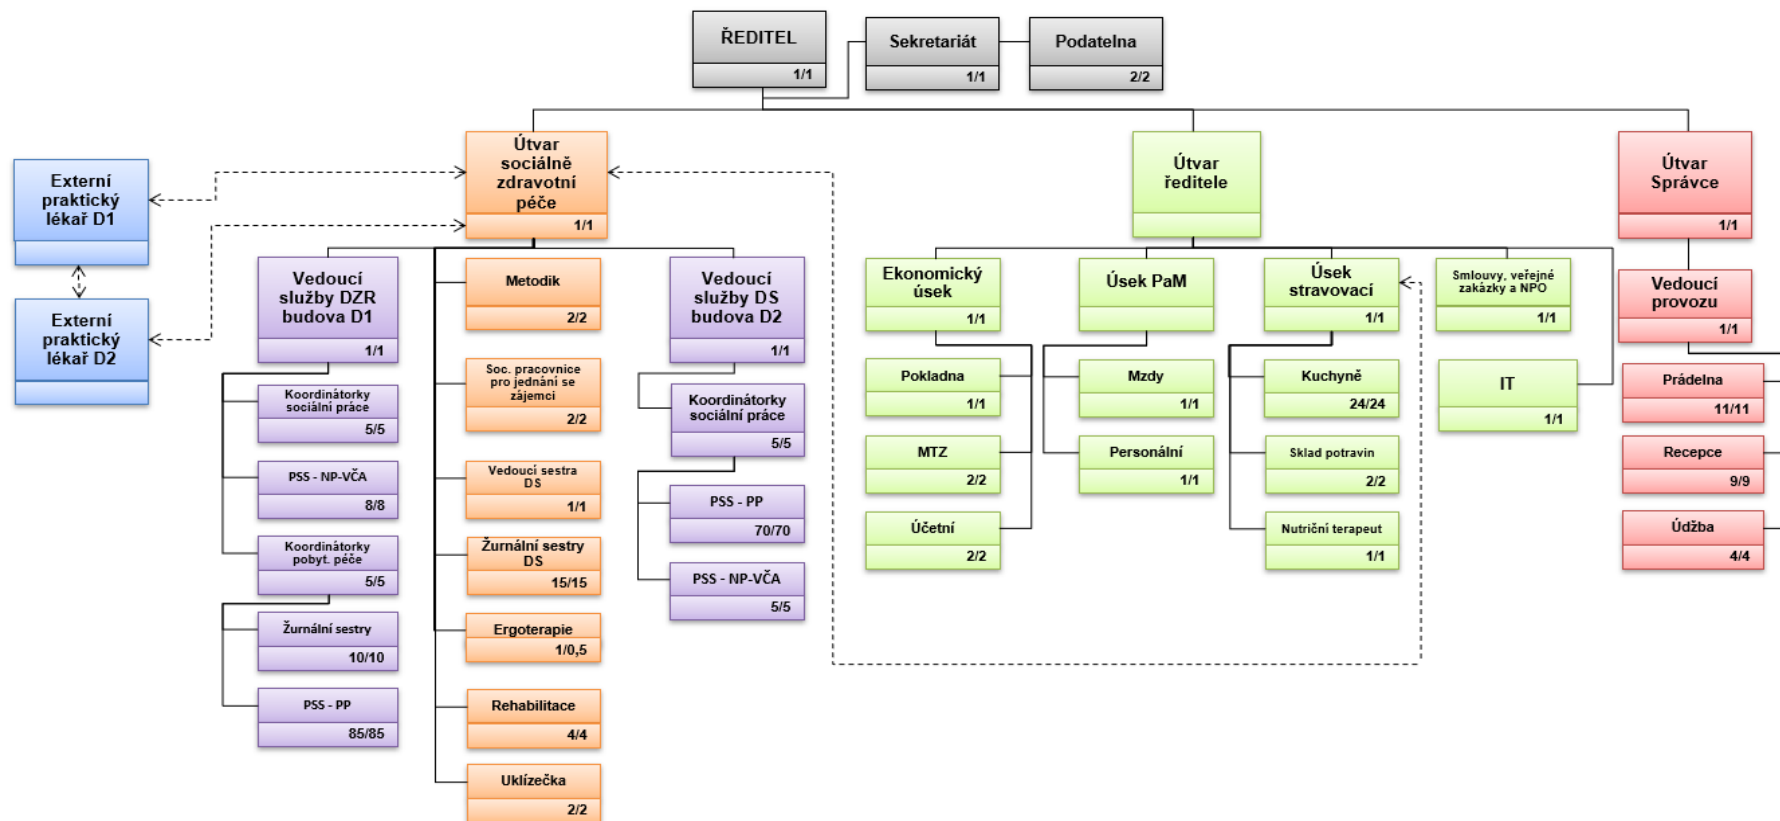 ŘEDITEL
1/1
Sekretariát
1/1
Podatelna
2/2
Externí
praktický
lékař D1
Externí
praktický
lékař D2
Útvar
sociálně
zdravotní
péče
1/1
Vedoucí
služby DZR
budova D1
1/1
Koordinátorky
sociální práce
5/5
PSS - NP-VČA
8/8
Koordinátorky
pobyt. péče
5/5
Žurnální sestry
10/10
PSS - PP
85/85
Metodik
2/2
Soc. pracovnice
pro jednání se
zájemci
2/2
Vedoucí sestra
DS
1/1
Žurnální sestry
DS
15/15
Ergoterapie
1/0,5
Rehabilitace
4/4
Uklízečka
2/2
Vedoucí
služby DS
budova D2
1/1
Koordinátorky
sociální práce
5/5
PSS - PP
70/70
PSS - NP-VČA
5/5
Útvar
ředitele
Ekonomický
úsek
1/1
Pokladna
1/1
MTZ
2/2
Účetní
2/2
Úsek PaM
Mzdy
1/1
Personální
1/1
Úsek
stravovací
1/1
Kuchyně
24/24
Sklad potravin
2/2
Nutriční terapeut
1/1
Smlouvy, veřejné
zakázky a NPO
1/1
IT
1/1
Útvar
Správce
1/1
Vedoucí
provozu
1/1
Prádelna
11/11
Recepce
9/9
Údžba
4/4